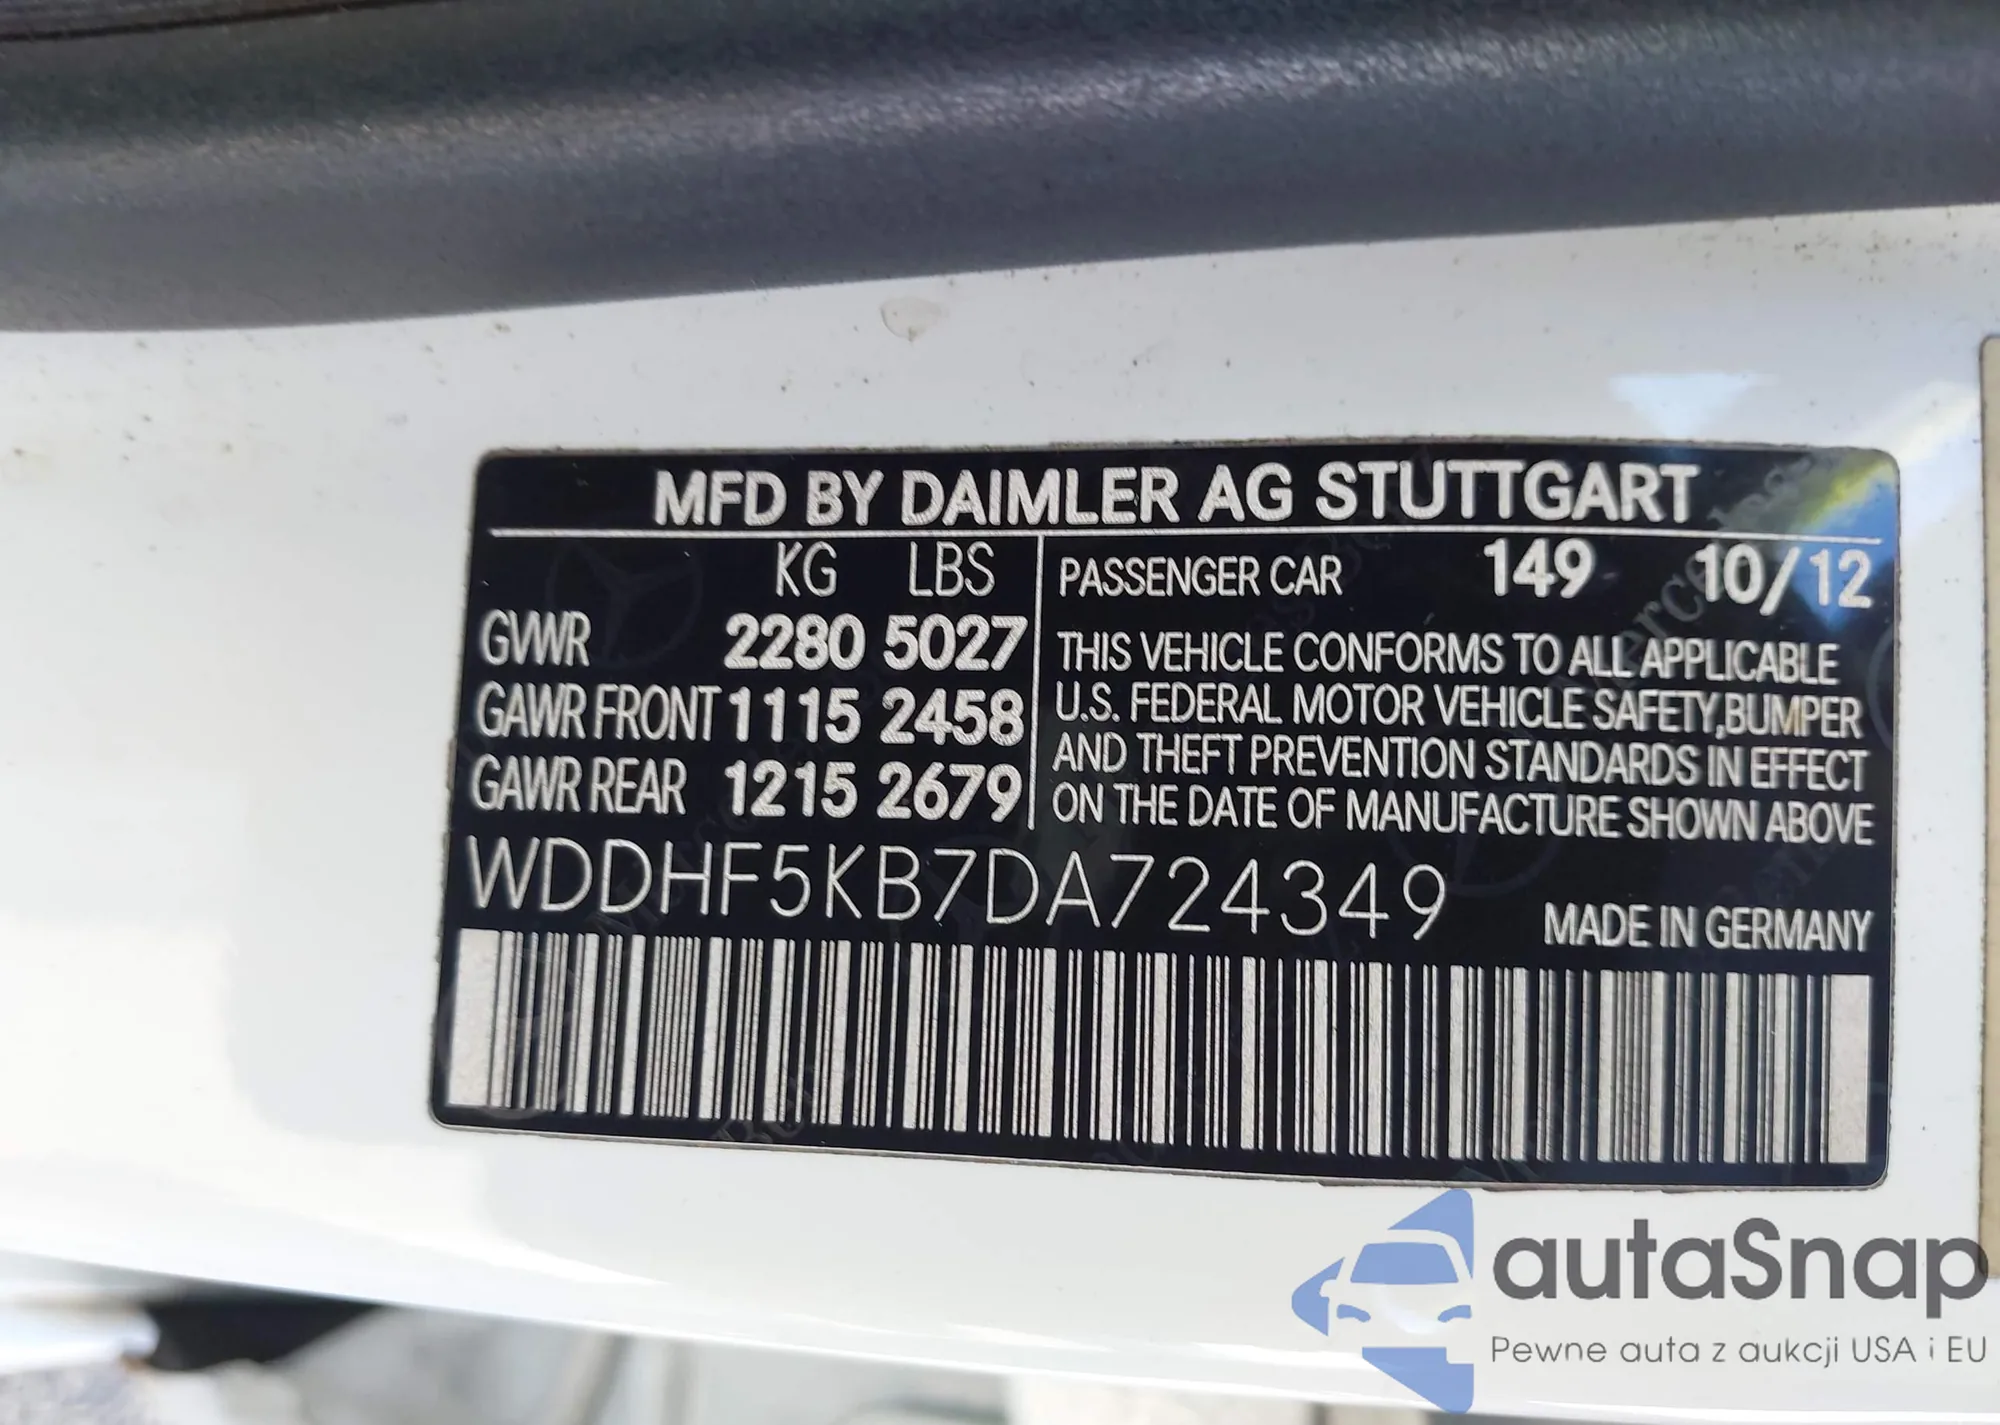 MFD BY DAIMLER AG STUTTGART
KG LBS
GVWR 2280 5027
GAWR FRONT 1115 2458
GAWR REAR 1215 2679
PASSENGER CAR 149 10/12
THIS VEHICLE CONFORMS TO ALL APPLICABLE
U.S. FEDERAL MOTOR VEHICLE SAFETY,BUMPER
AND THEFT PREVENTION STANDARDS IN EFFECT
ON THE DATE OF MANUFACTURE SHOWN ABOVE
WDDHF5KB7DA724349
MADE IN GERMANY
autaSnap
Pewne auta z aukcji USA i EU